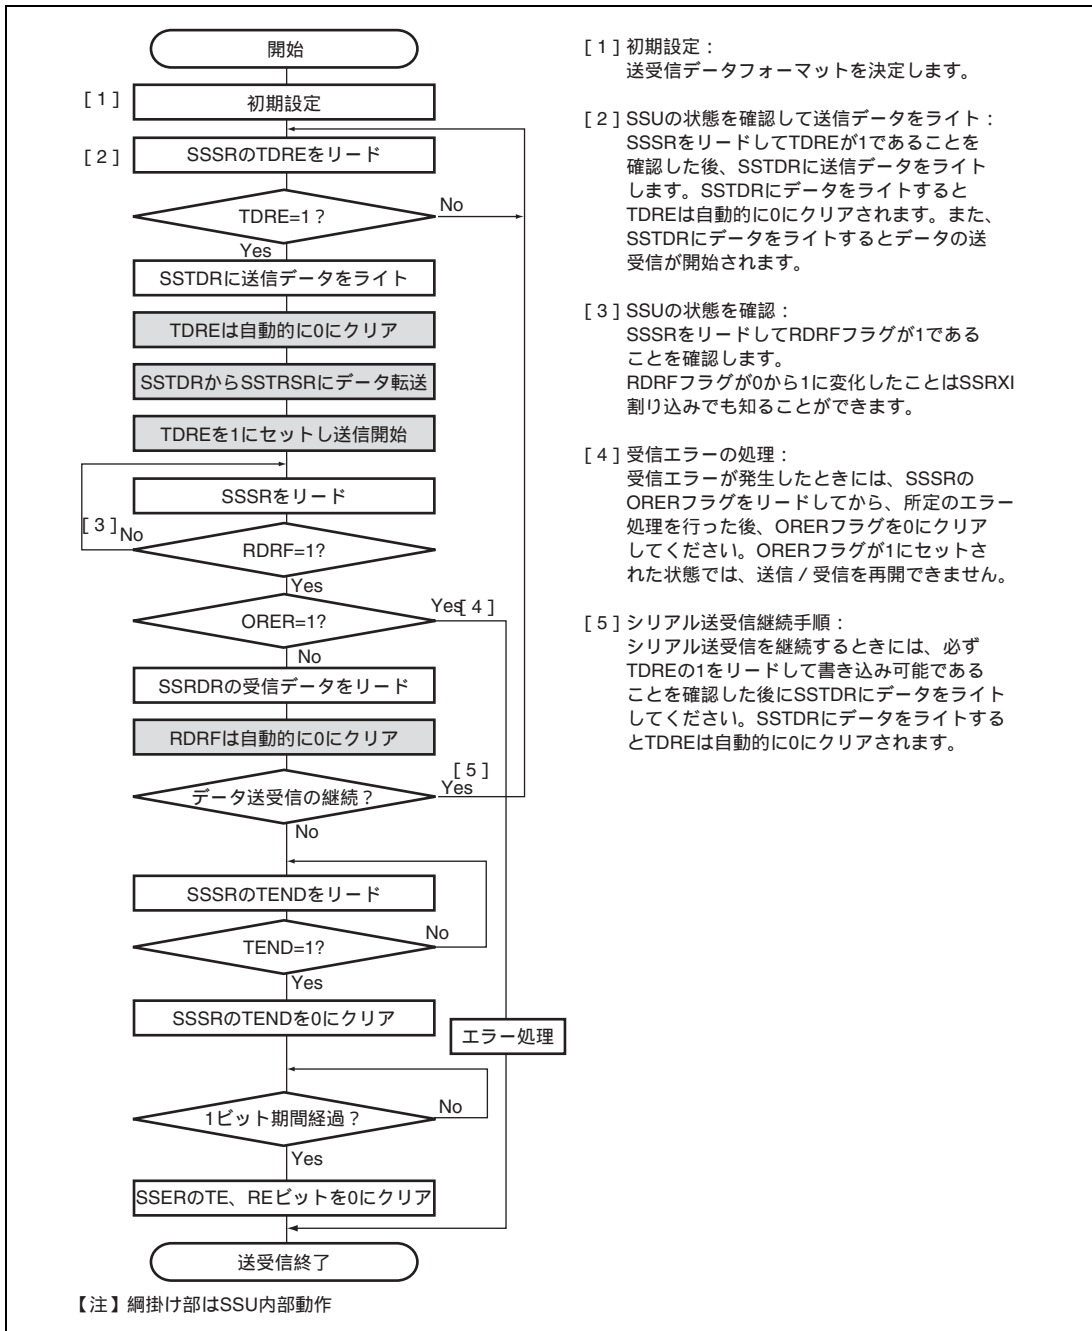 開始
[ 1 ]
初期設定
[ 2 ]
SSSRのTDREをリード
TDRE=1？
No
Yes
SSTDRに送信データをライト
TDREは自動的に0にクリア
SSTDRからSSTRSRにデータ転送
TDREを1にセットし送信開始
SSSRをリード
[ 3 ]
No
RDRF=1?
Yes
ORER=1?
Yes
[ 4 ]
No
SSRDRの受信データをリード
RDRFは自動的に0にクリア
[ 5 ]
データ送受信の継続？
Yes
No
SSSRのTENDをリード
TEND=1?
No
Yes
SSSRのTENDを0にクリア
エラー処理
1ビット期間経過？
No
Yes
SSERのTE、REビットを0にクリア
送受信終了
【注】網掛け部はSSU内部動作
[ 1 ] 初期設定：
送受信データフォーマットを決定します。
[ 2 ] SSUの状態を確認して送信データをライト：
SSSRをリードしてTDREが1であることを
確認した後、SSTDRに送信データをライト
します。SSTDRにデータをライトすると
TDREは自動的に0にクリアされます。また、
SSTDRにデータをライトするとデータの送
受信が開始されます。
[ 3 ] SSUの状態を確認：
SSSRをリードしてRDRFフラグが1である
ことを確認します。
RDRFフラグが0から1に変化したことはSSRXI
割り込みでも知ることができます。
[ 4 ] 受信エラーの処理：
受信エラーが発生したときには、SSSRの
ORERフラグをリードしてから、所定のエラー
処理を行った後、ORERフラグを0にクリア
してください。ORERフラグが1にセットさ
れた状態では、送信 / 受信を再開できません。
[ 5 ] シリアル送受信継続手順：
シリアル送受信を継続するときには、必ず
TDREの1をリードして書き込み可能である
ことを確認した後にSSTDRにデータをライト
してください。SSTDRにデータをライトする
とTDREは自動的に0にクリアされます。